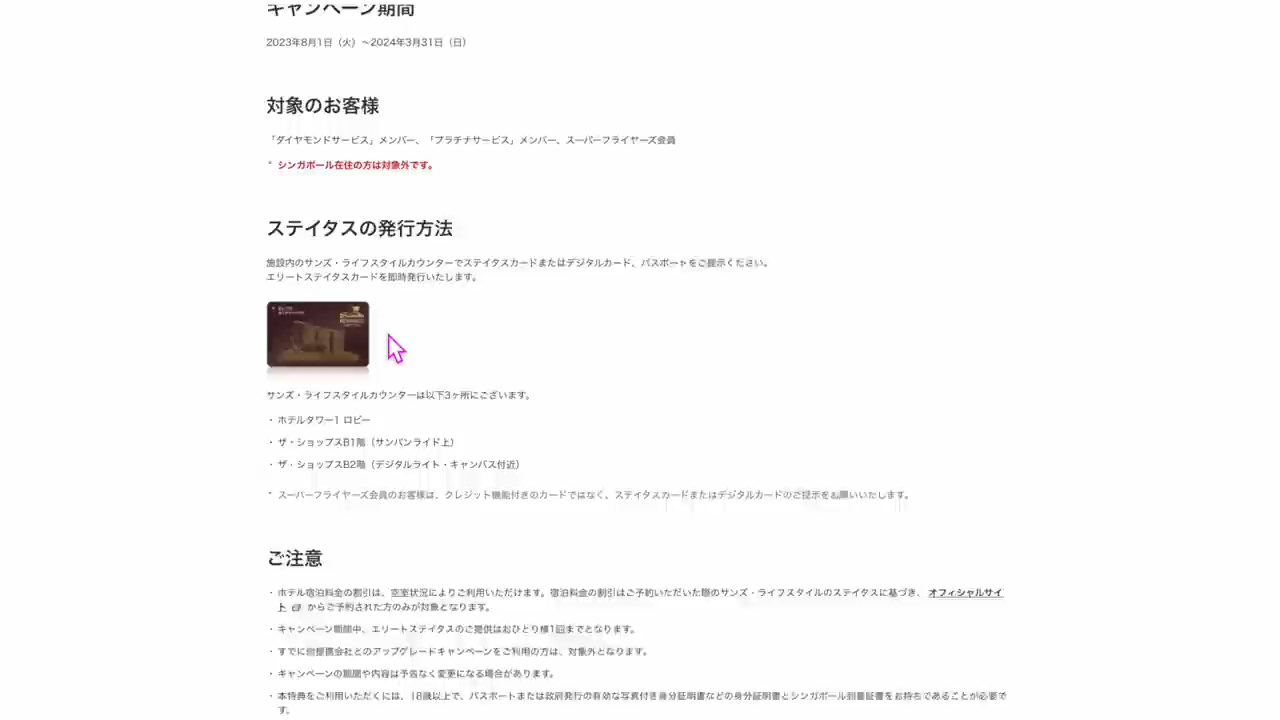 キャンペーン期間
2023年8月1日（火）～2024年3月31日（日）
対象のお客様
「ダイヤモンドサービス」メンバー、「プラチナサービス」メンバー、スーパーフライヤーズ会員
* シンガポール在住の方は対象外です。
ステイタスの発行方法
施設内のサンズ・ライフスタイルカウンターでステイタスカードまたはデジタルカード、パスポートをご提示ください。
エリートステイタスカードを即時発行いたします。
サンズ・ライフスタイルカウンターは以下3ヶ所にございます。
・ホテルタワー1 ロビー
・ザ・ショップスB1階（サンパンライド上）
・ザ・ショップスB2階（デジタルライト・キャンバス付近）
* スーパーフライヤーズ会員のお客様は、クレジット機能付きのカードではなく、ステイタスカードまたはデジタルカードのご提示をお願いいたします。
ご注意
・ホテル宿泊料金の割引は、空室状況によりご利用いただけます。宿泊料金の割引はご予約いただいた際のサンズ・ライフスタイルのステイタスに基づき、オフィシャルサイ
ト からご予約された方のみが対象となります。
・キャンペーン期間中、エリートステイタスのご提供はおひとり様1回までとなります。
・すでに他提携会社とのアップグレードキャンペーンをご利用の方は、対象外となります。
・キャンペーンの期間や内容は予告なく変更になる場合があります。
・本特典をご利用いただくには、18歳以上で、パスポートまたは政府発行の有効な写真付き身分証明書などの身分証明書とシンガポール到着証書をお持ちであることが必要で
す。